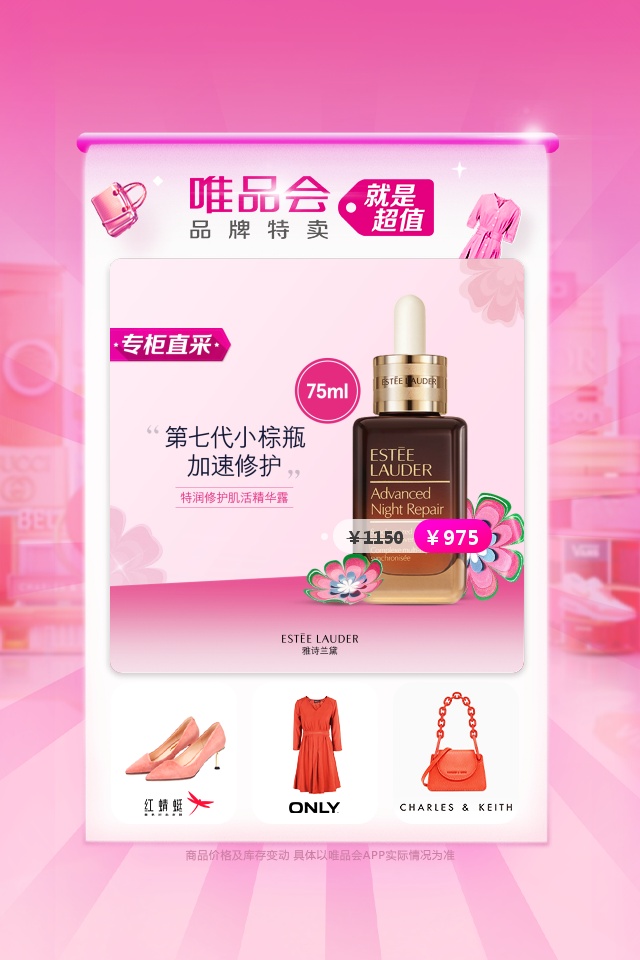 唯品会
品牌特卖
就是
超值
专柜直采
75ml
“第七代小棕瓶
加速修护”
特润修护肌活精华露
ESTĒE LAUDER
ESTĒE
LAUDER
Advanced
Night Repair
synchronisée
￥1150
￥975
ESTĒE LAUDER
雅诗兰黛
红蜻蜓
ONLY
CHARLES & KEITH
商品价格及库存变动 具体以唯品会APP实际情况为准